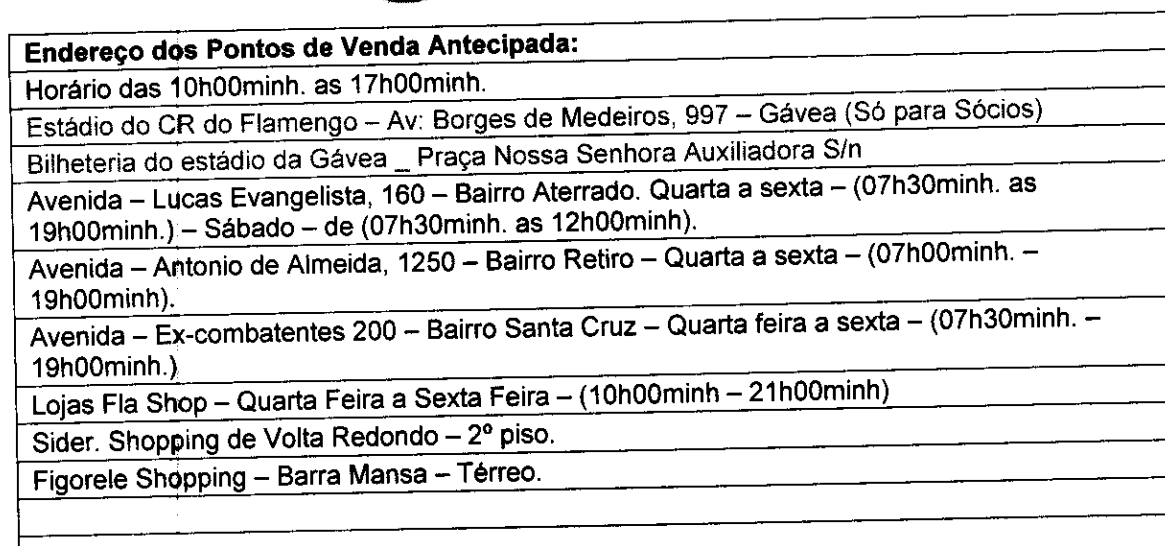 Endereço dos Pontos de Venda Antecipada:
Horário das 10h00minh. as 17h00minh.
Estádio do CR do Flamengo – Av: Borges de Medeiros, 997 – Gávea (Só para Sócios)
Bilheteria do estádio da Gávea _ Praça Nossa Senhora Auxiliadora S/n
Avenida – Lucas Evangelista, 160 – Bairro Aterrado. Quarta a sexta – (07h30minh. as
19h00minh.) – Sábado – de (07h30minh. as 12h00minh).
Avenida – Antonio de Almeida, 1250 – Bairro Retiro – Quarta a sexta – (07h00minh. –
19h00minh).
Avenida – Ex-combatentes 200 – Bairro Santa Cruz – Quarta feira a sexta – (07h30minh. –
19h00minh.)
Lojas Fla Shop – Quarta Feira a Sexta Feira – (10h00minh – 21h00minh)
Sider. Shopping de Volta Redondo – 2º piso.
Figorele Shopping – Barra Mansa – Térreo.